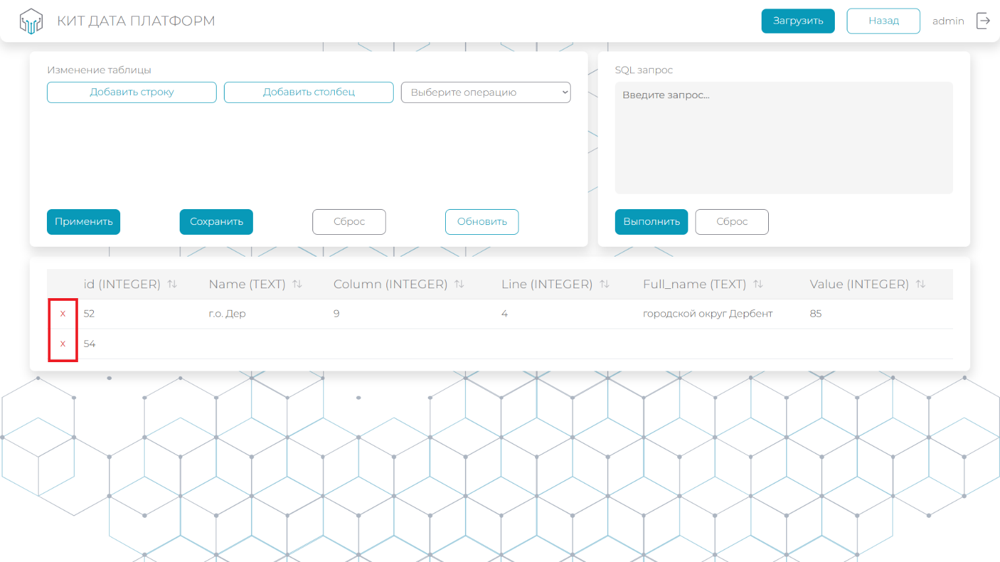 КИТ ДАТА ПЛАТФОРМ
Загрузить
Назад
admin
Изменение таблицы
Добавить строку
Добавить столбец
Выберите операцию
Применить
Сохранить
Сброс
Обновить
SQL запрос
Введите запрос...
Выполнить
Сброс
id (INTEGER) Name (TEXT) Column (INTEGER) Line (INTEGER) Full_name (TEXT) Value (INTEGER)
x 52 г.о. Дер 9 4 городской округ Дербент 85
x 54